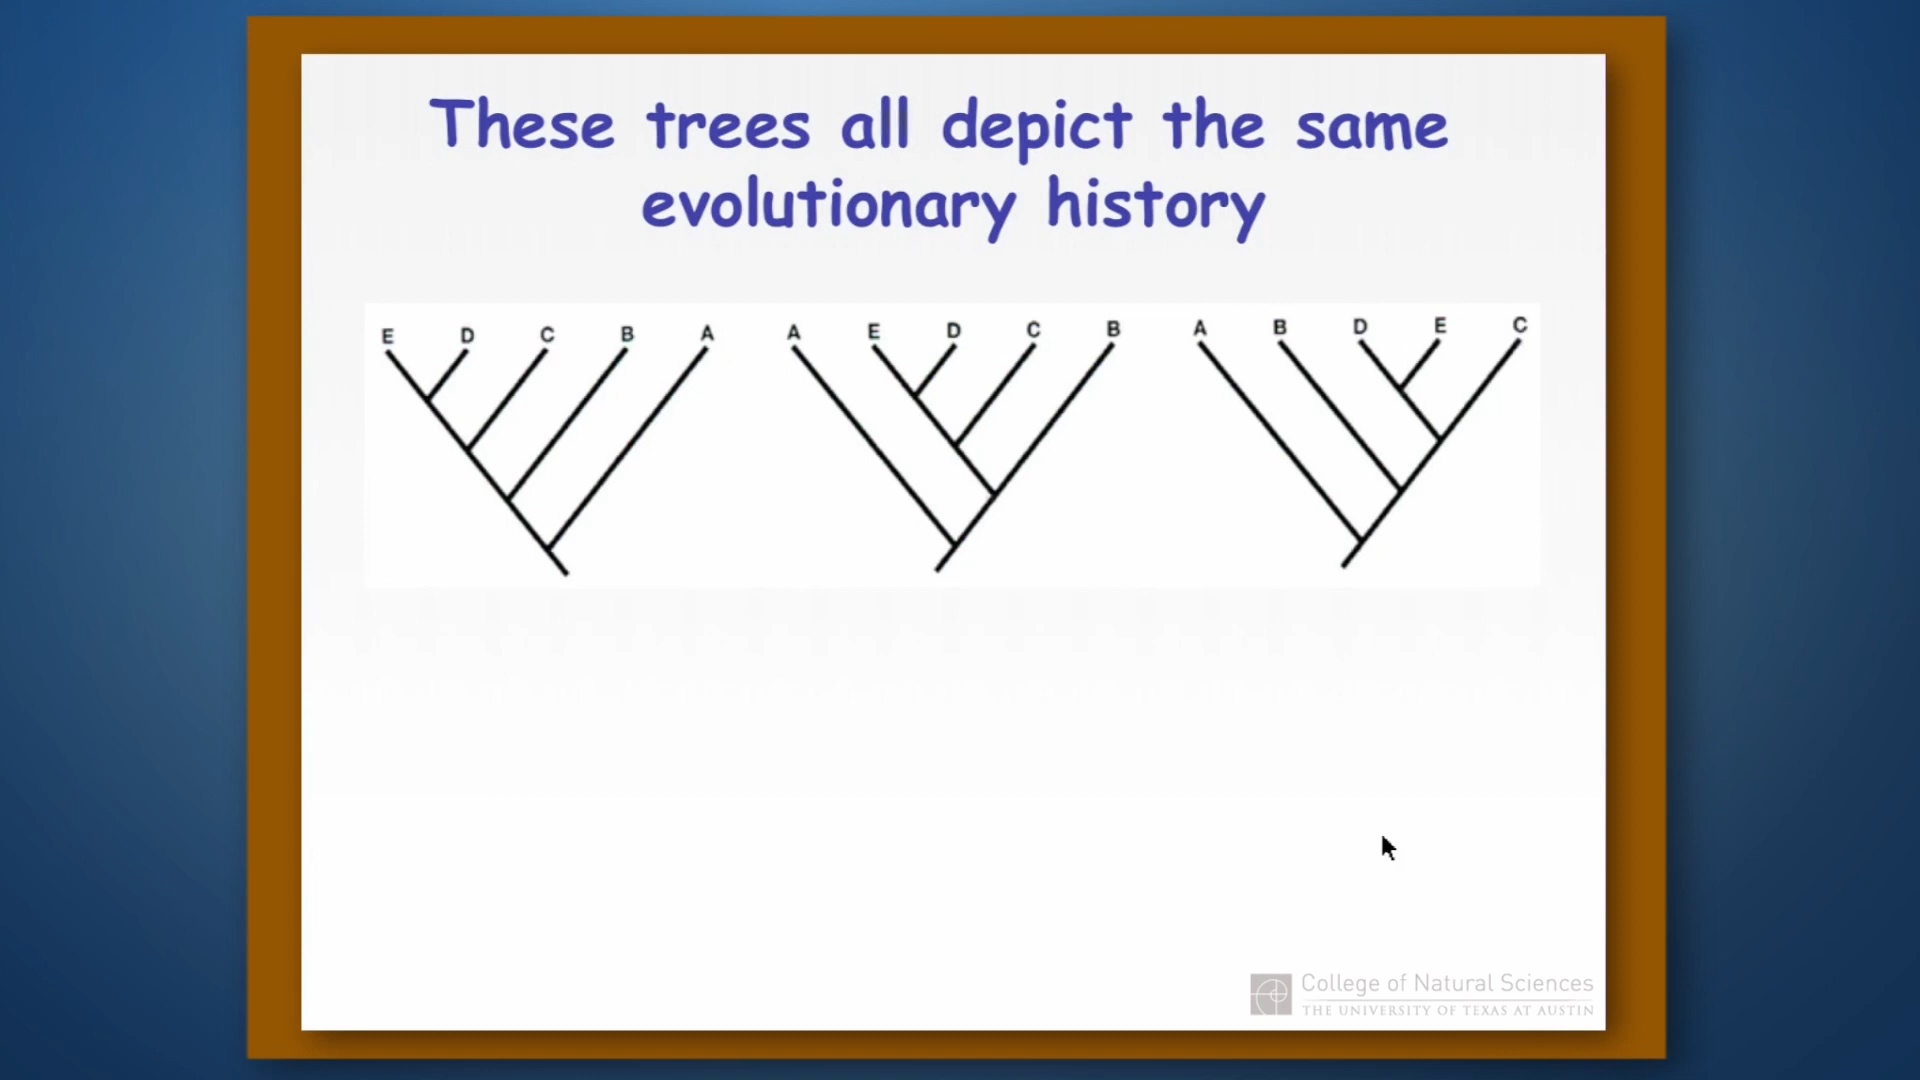 These trees all depict the same
evolutionary history
E D C B A A E D C B A B D E C
College of Natural Sciences
THE UNIVERSITY OF TEXAS AT AUSTIN